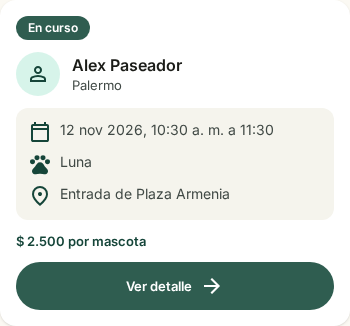 En curso
Alex Paseador
Palermo
12 nov 2026, 10:30 a. m. a 11:30
Luna
Entrada de Plaza Armenia
$ 2.500 por mascota
Ver detalle